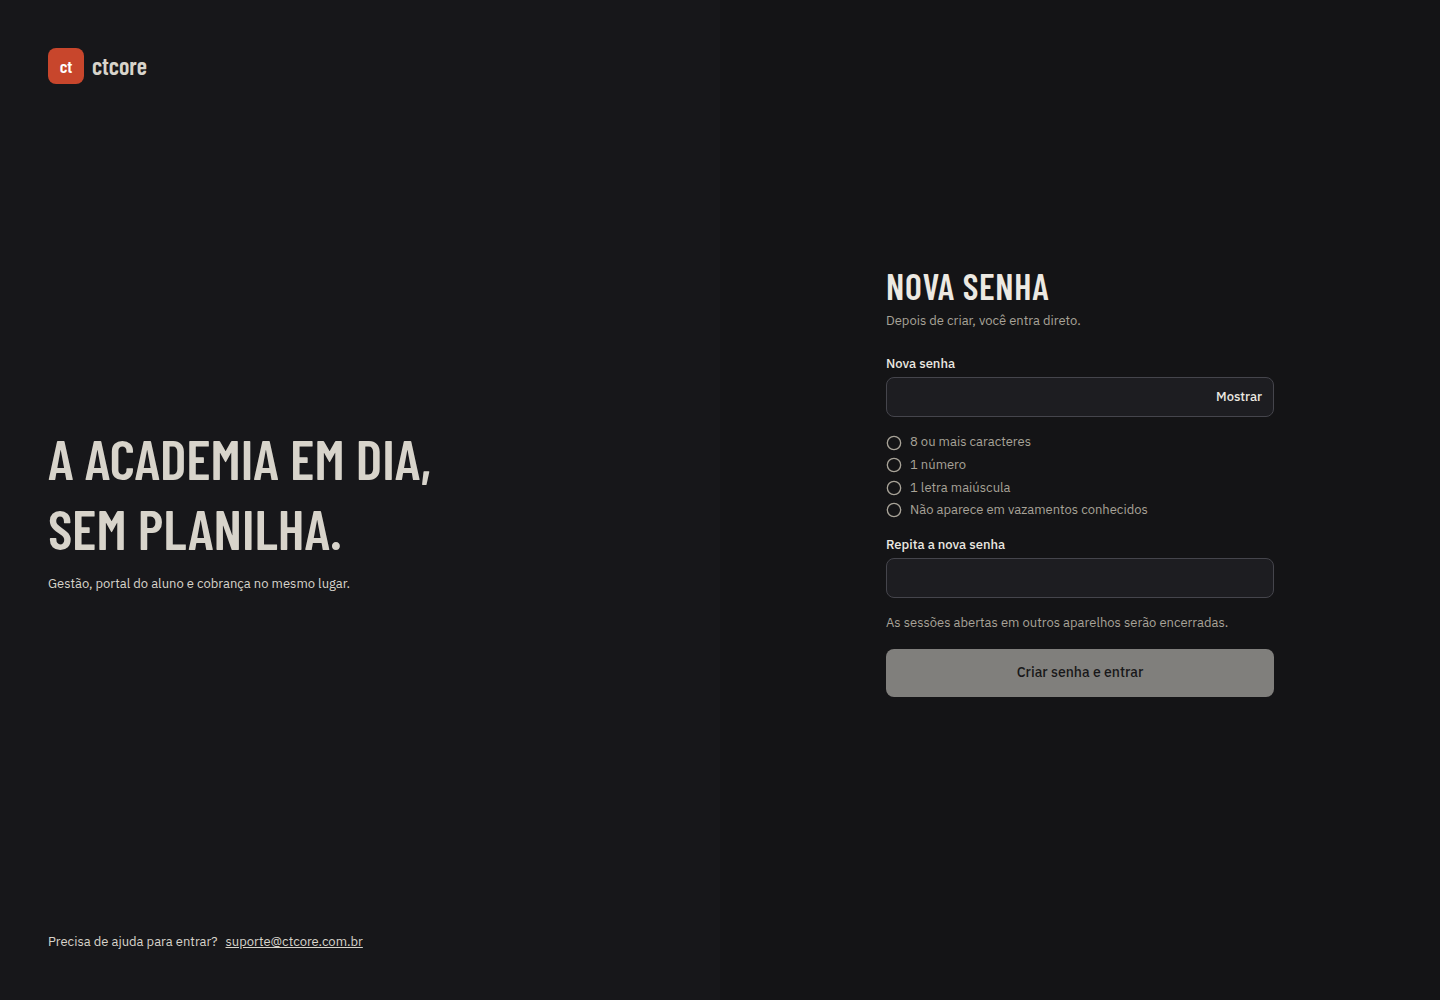 ct ctcore
A ACADEMIA EM DIA,
SEM PLANILHA.
Gestão, portal do aluno e cobrança no mesmo lugar.
Precisa de ajuda para entrar? suporte@ctcore.com.br
NOVA SENHA
Depois de criar, você entra direto.
Nova senha
Mostrar
8 ou mais caracteres
1 número
1 letra maiúscula
Não aparece em vazamentos conhecidos
Repita a nova senha
As sessões abertas em outros aparelhos serão encerradas.
Criar senha e entrar